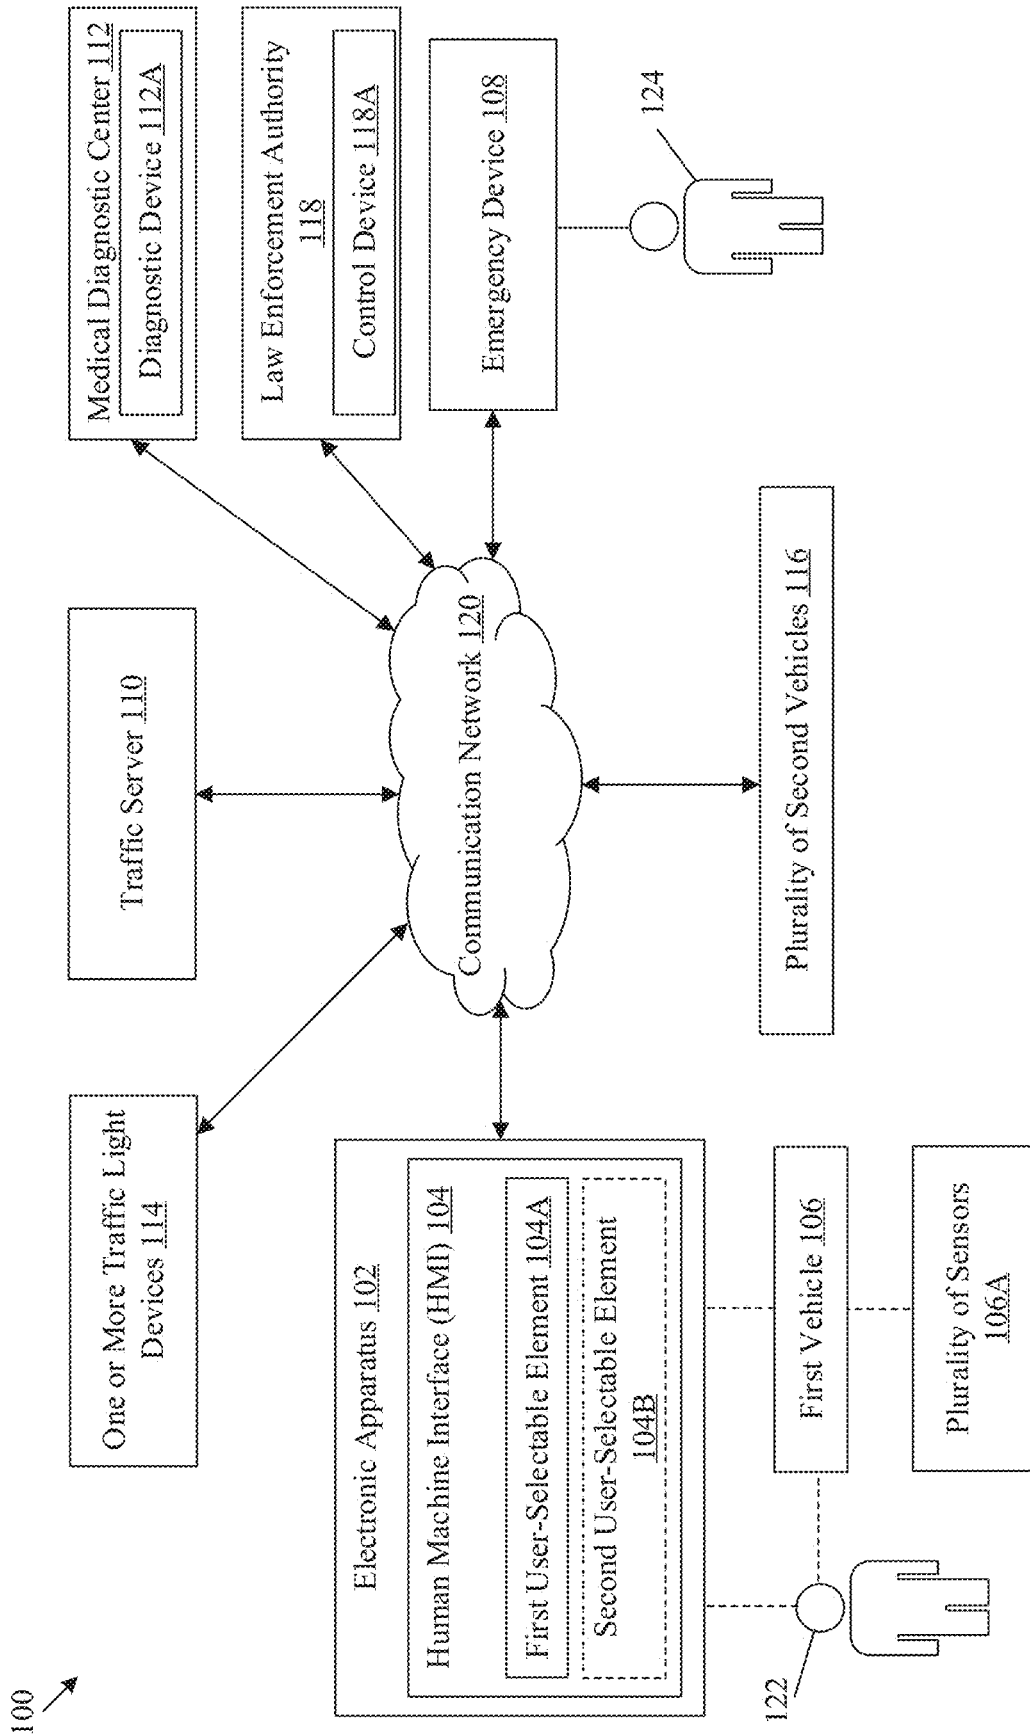 100
One or More Traffic Light
Devices 114
Traffic Server 110
Medical Diagnostic Center 112
Diagnostic Device 112A
Law Enforcement Authority
118
Control Device 118A
Emergency Device 108
124
Communication Network 120
Electronic Apparatus 102
Human Machine Interface (HMI) 104
First User-Selectable Element 104A
Second User-Selectable Element
104B
First Vehicle 106
Plurality of Sensors
106A
122
Plurality of Second Vehicles 116